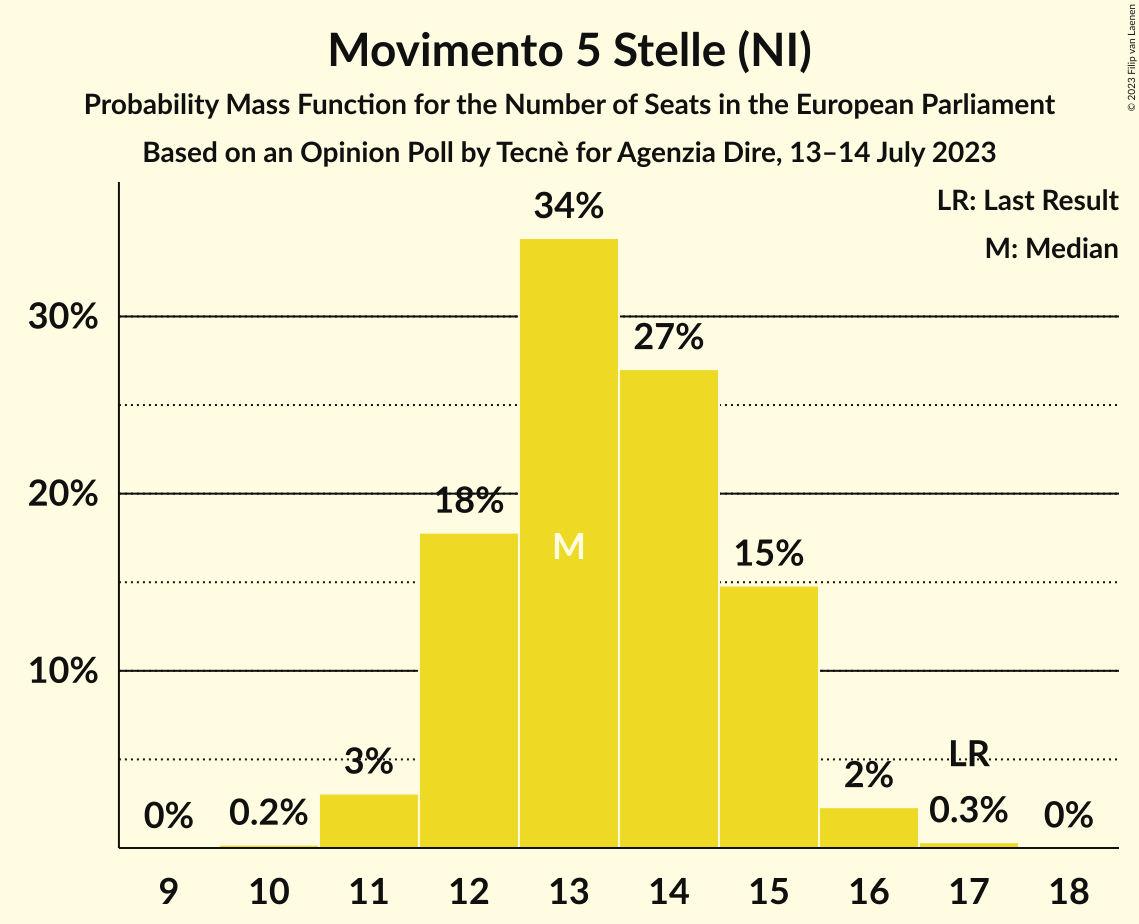 Movimento 5 Stelle (NI)
Probability Mass Function for the Number of Seats in the European Parliament
Based on an Opinion Poll by Tecnè for Agenzia Dire, 13–14 July 2023
© 2023 Filip van Laenen
LR: Last Result
M: Median
34%
30%
27%
20%
18%
M
15%
10%
3%
2%
LR
0%
0.2%
0.3%
0%
9 10 11 12 13 14 15 16 17 18